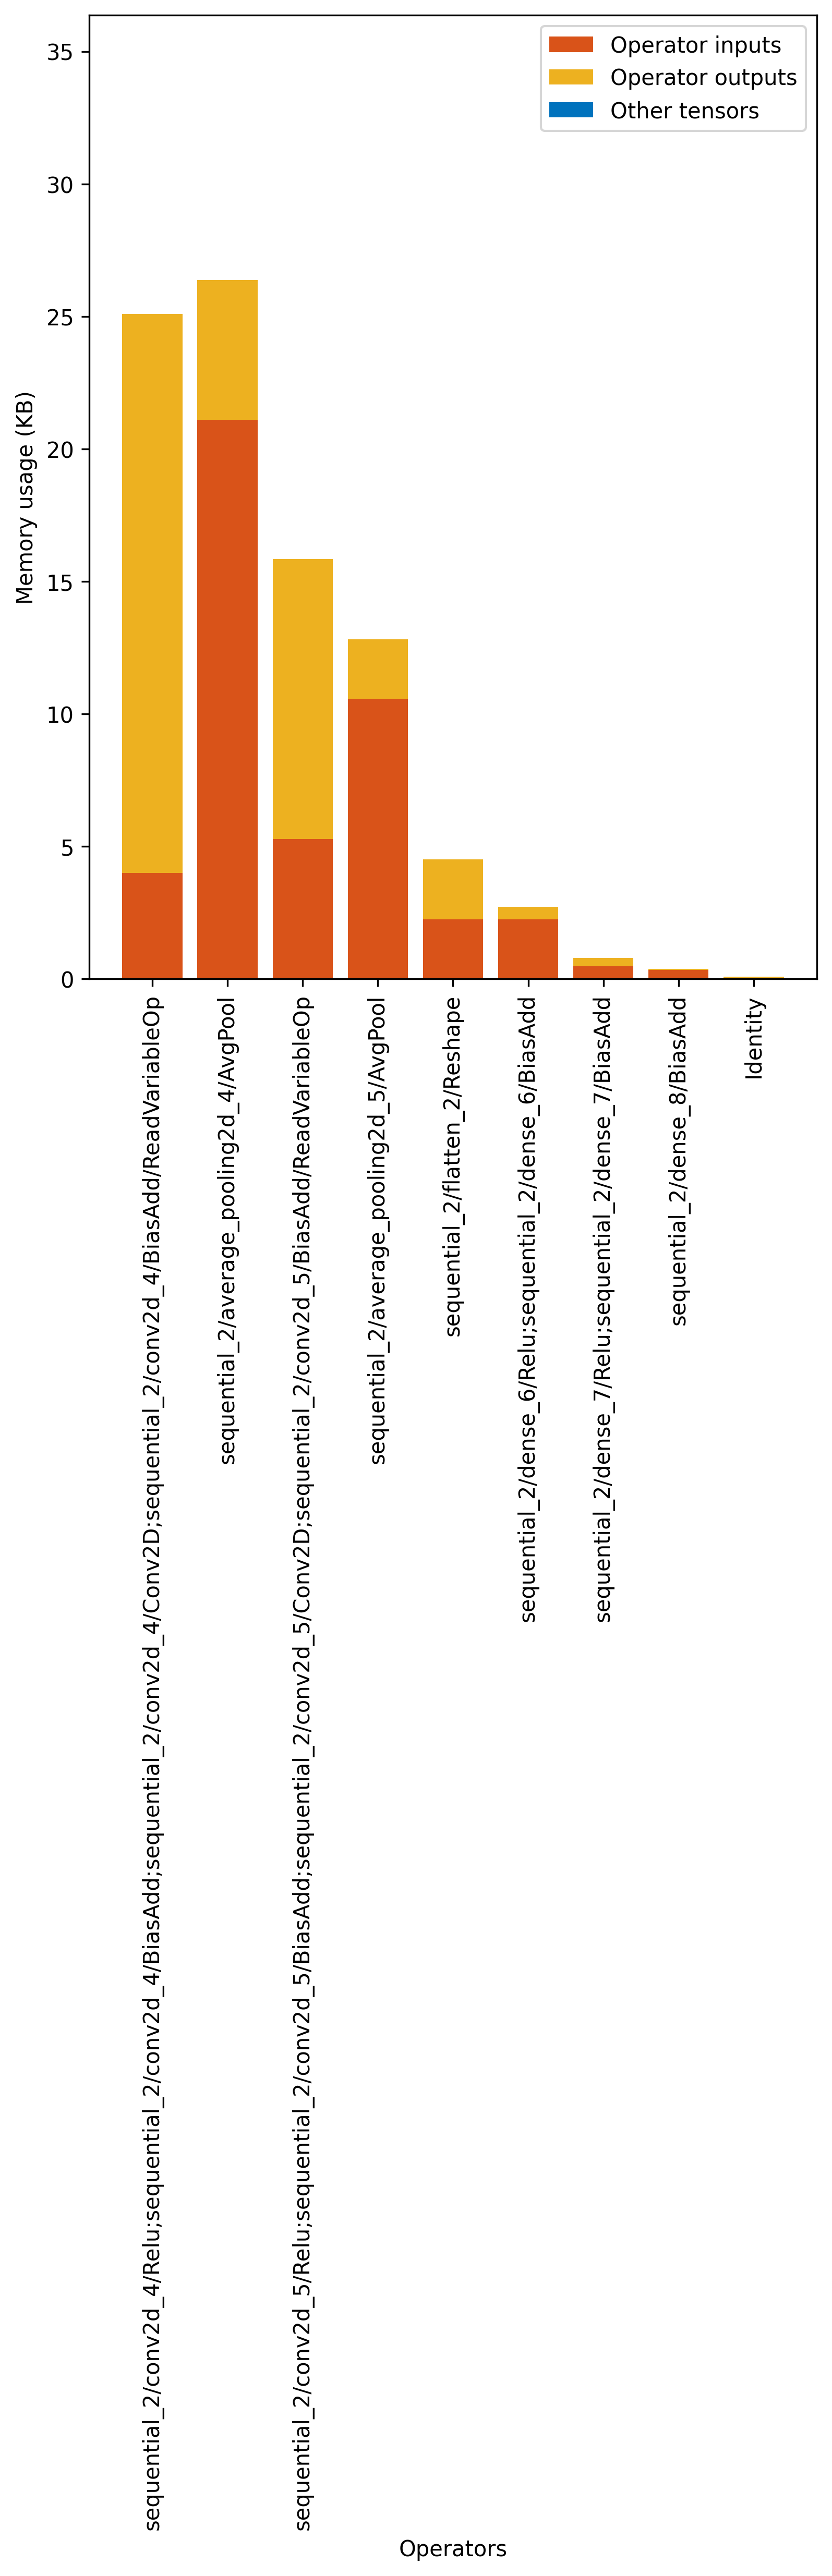 Operator inputs
Operator outputs
Other tensors
35
30
25
20
15
10
5
0
Memory usage (KB)
sequential_2/conv2d_4/Relu;sequential_2/conv2d_4/BiasAdd;sequential_2/conv2d_4/Conv2D;sequential_2/conv2d_4/BiasAdd/ReadVariableOp
sequential_2/average_pooling2d_4/AvgPool
sequential_2/conv2d_5/Relu;sequential_2/conv2d_5/BiasAdd;sequential_2/conv2d_5/Conv2D;sequential_2/conv2d_5/BiasAdd/ReadVariableOp
sequential_2/average_pooling2d_5/AvgPool
sequential_2/flatten_2/Reshape
sequential_2/dense_6/Relu;sequential_2/dense_6/BiasAdd
sequential_2/dense_7/Relu;sequential_2/dense_7/BiasAdd
sequential_2/dense_8/BiasAdd
Identity
Operators